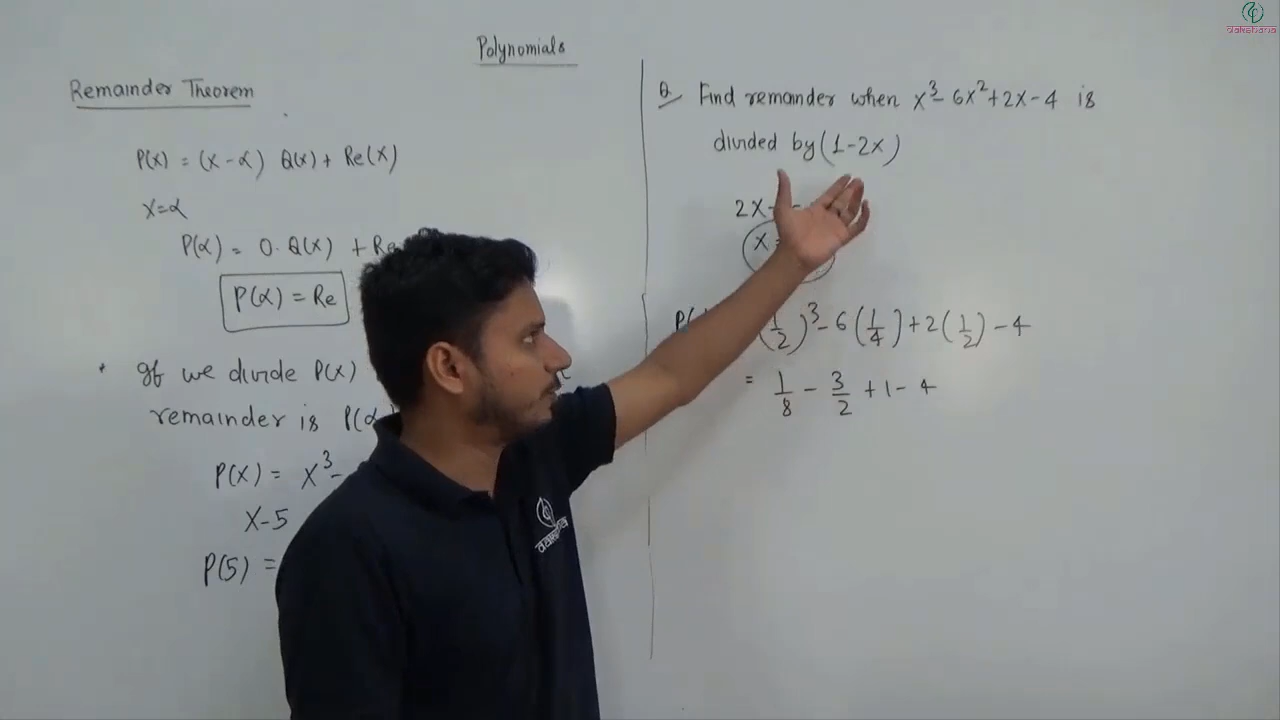 Polynomials
Remainder Theorem
P(x) = (x-α) Q(x) + Re(x)
x=α
P(α) = 0. Q(x) + Re
P(α) = Re
* If we divide P(x)
remainder is P(α
P(x) = x³-
x-5
P(5) =
Q. Find remainder when x³- 6x²+2x-4 is
divided by (1-2x)
2x-
x =
(1/2)³- 6(1/4)+2(1/2)-4
= 1/8 - 3/2 +1-4
dakshana
dakshana